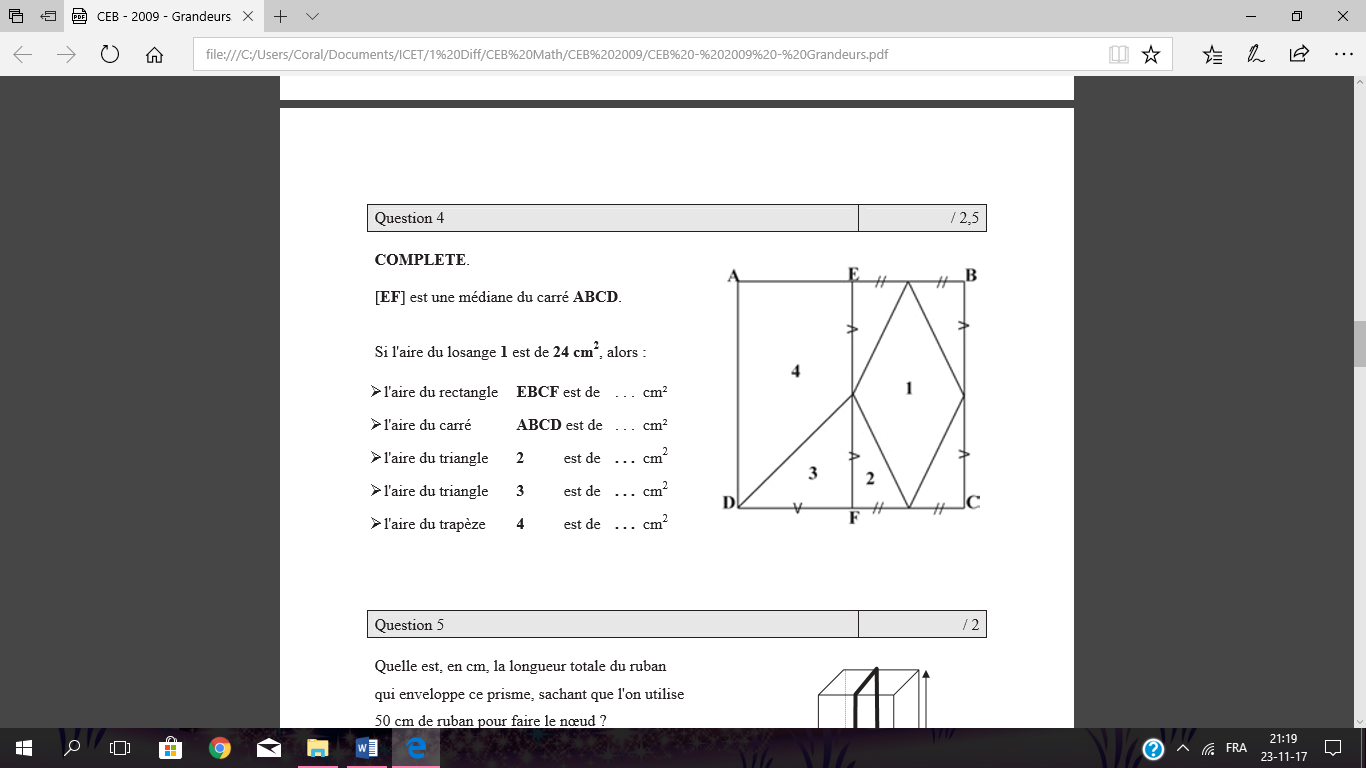 CEB - 2009 - Grandeurs
file:///C:/Users/Coral/Documents/ICET/1%20Diff/CEB%20Math/CEB%202009/CEB%20-%202009%20-%20Grandeurs.pdf
Question 4 / 2,5
COMPLETE.
[EF] est une médiane du carré ABCD.
Si l'aire du losange 1 est de 24 cm², alors :
➢ l'aire du rectangle EBCF est de . . . cm²
➢ l'aire du carré ABCD est de . . . cm²
➢ l'aire du triangle 2 est de . . . cm²
➢ l'aire du triangle 3 est de . . . cm²
➢ l'aire du trapèze 4 est de . . . cm²
A E B
4 1
3 2
D F C
Question 5 / 2
Quelle est, en cm, la longueur totale du ruban
qui enveloppe ce prisme, sachant que l'on utilise
50 cm de ruban pour faire le nœud ?
FRA
21:19
23-11-17